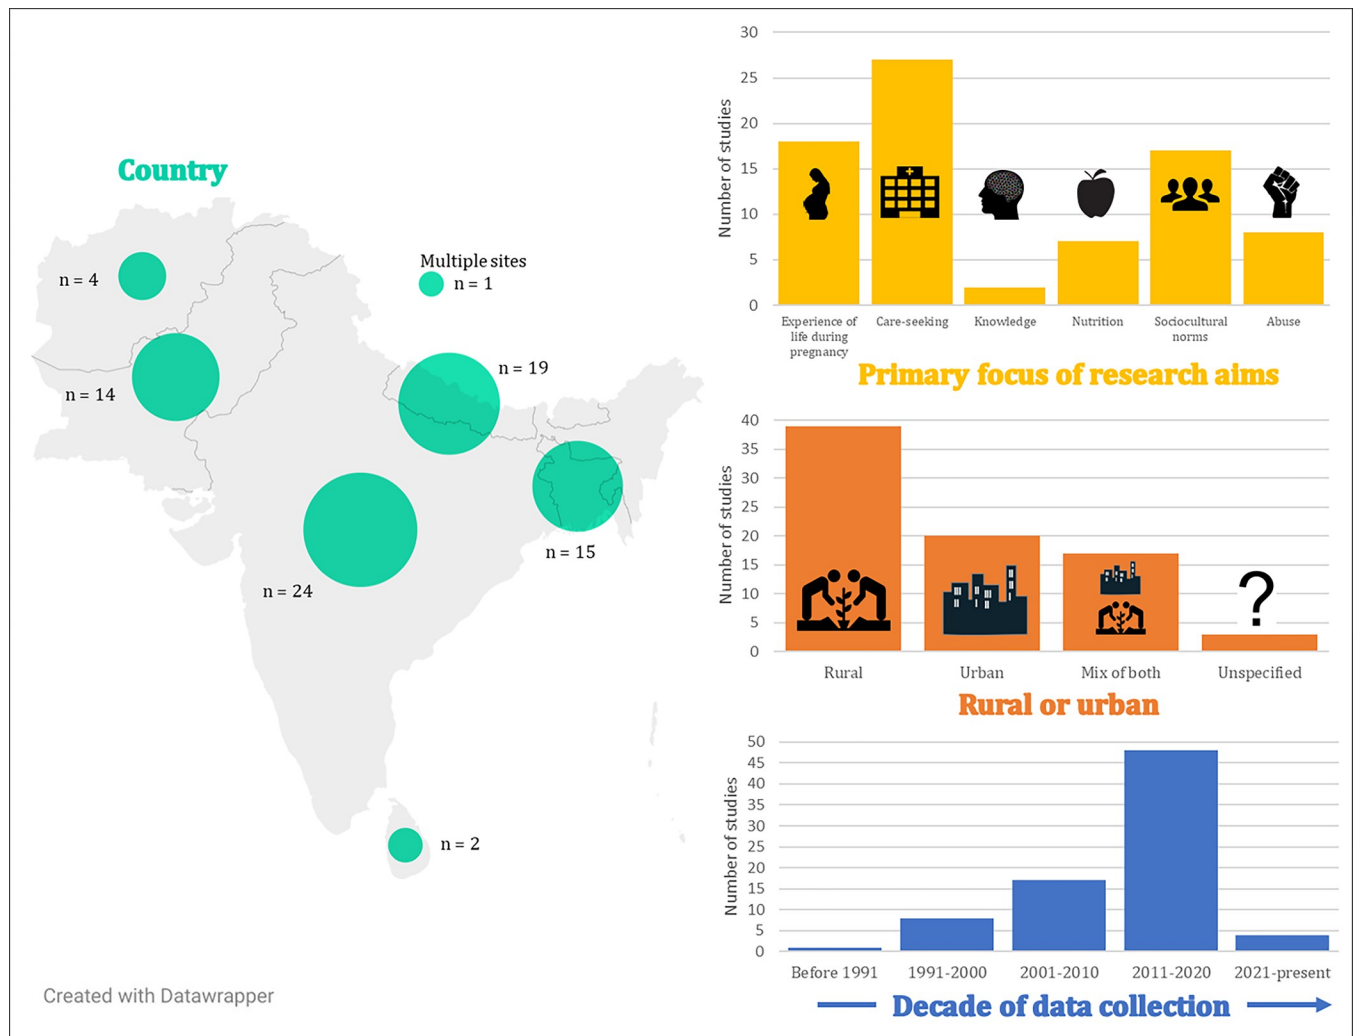 Country
n = 4
Multiple sites
n = 1
n = 14
n = 19
n = 15
n = 24
n = 2
Created with Datawrapper
Number of studies
30
25
20
15
10
5
0
Experience of
life during
pregnancy
Care-seeking
Knowledge
Nutrition
Sociocultural
norms
Abuse
Primary focus of research aims
Number of studies
40
35
30
25
20
15
10
5
0
?
Rural
Urban
Mix of both
Unspecified
Rural or urban
Number of studies
50
45
40
35
30
25
20
15
10
5
0
Before 1991
1991-2000
2001-2010
2011-2020
2021-present
Decade of data collection